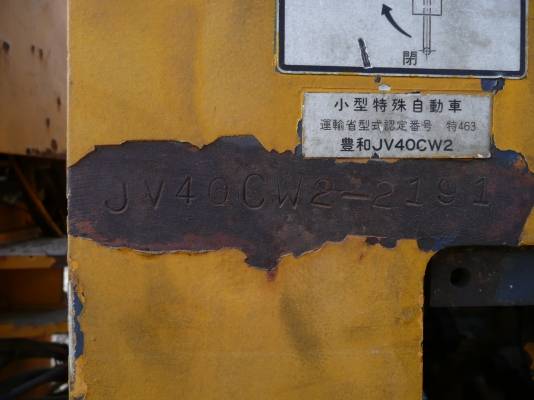 閉
小型特殊自動車
運輸省型式認定番号 特463
豊和JV40CW2
JV40CW2-2191